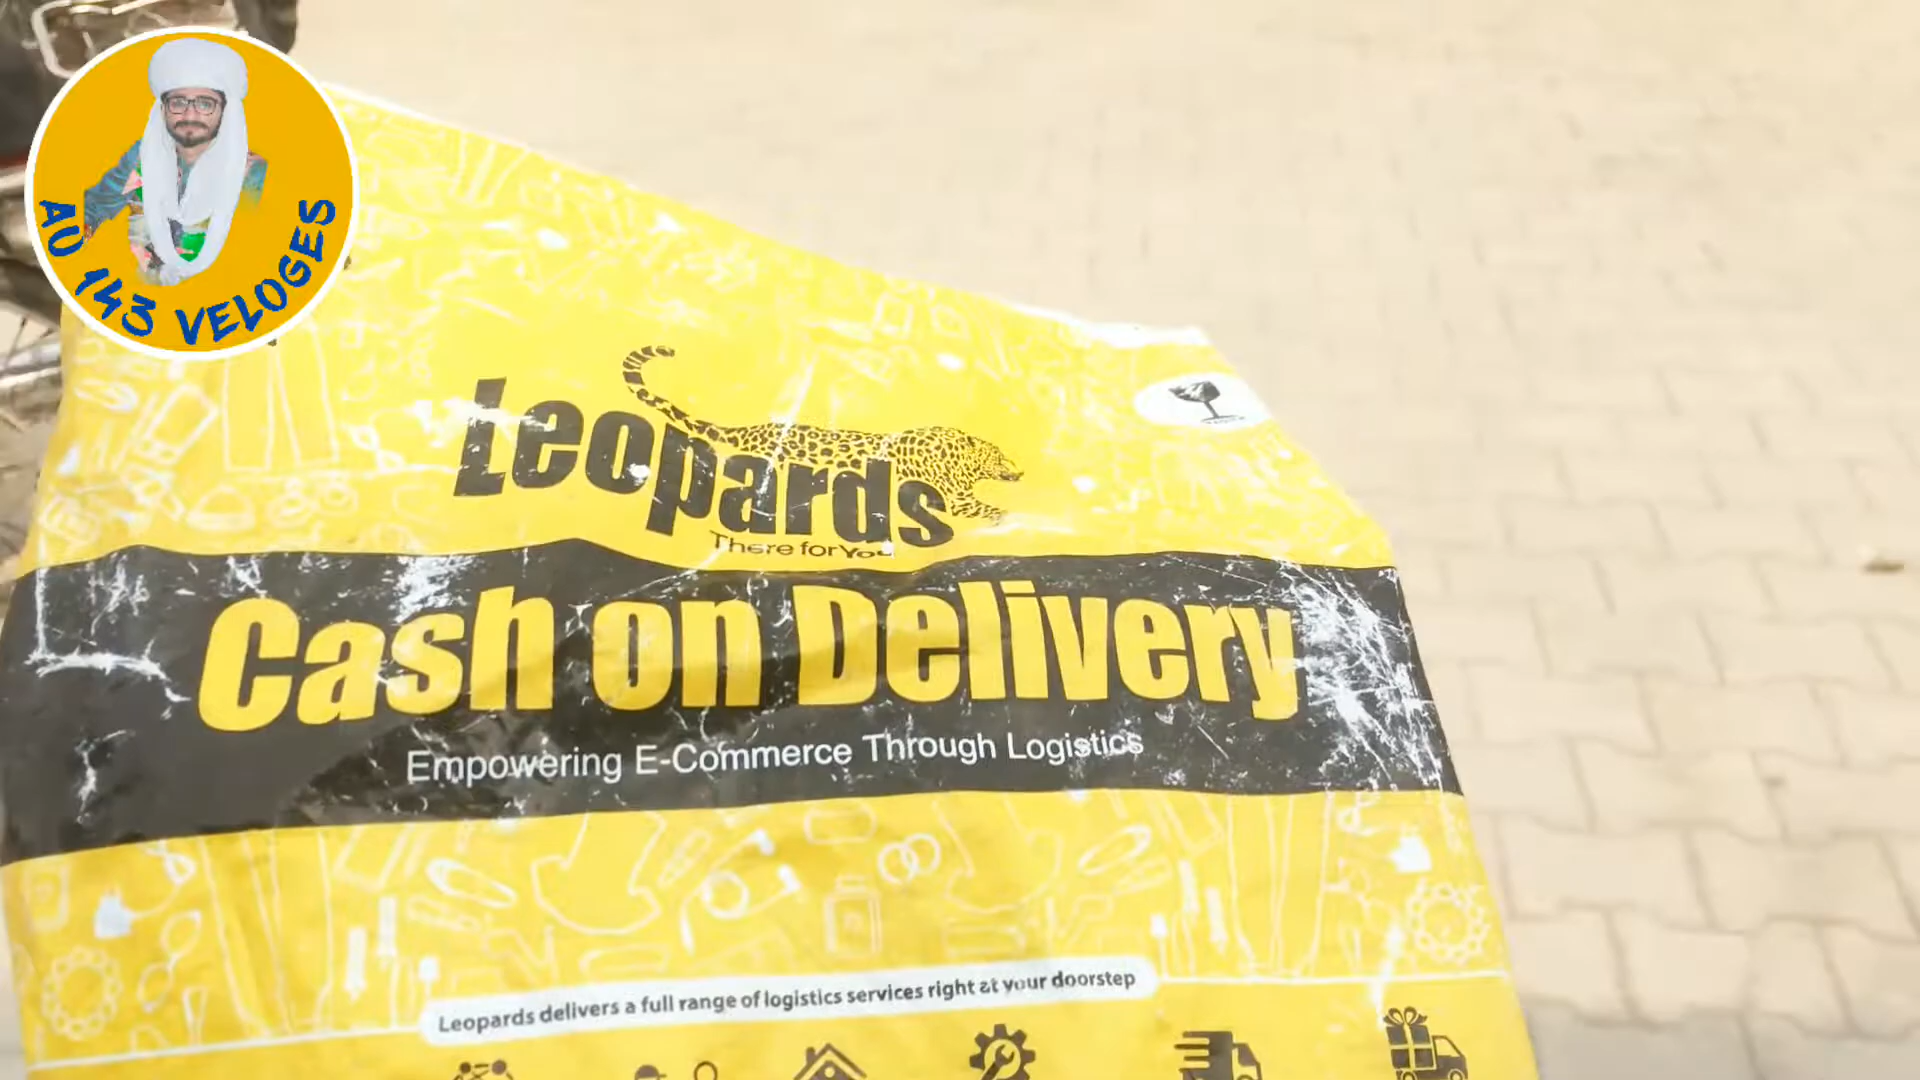 AU 143 VELOGES
Leopards
There for You
Cash on Delivery
Empowering E-Commerce Through Logistics
Leopards delivers a full range of logistics services right at your doorstep